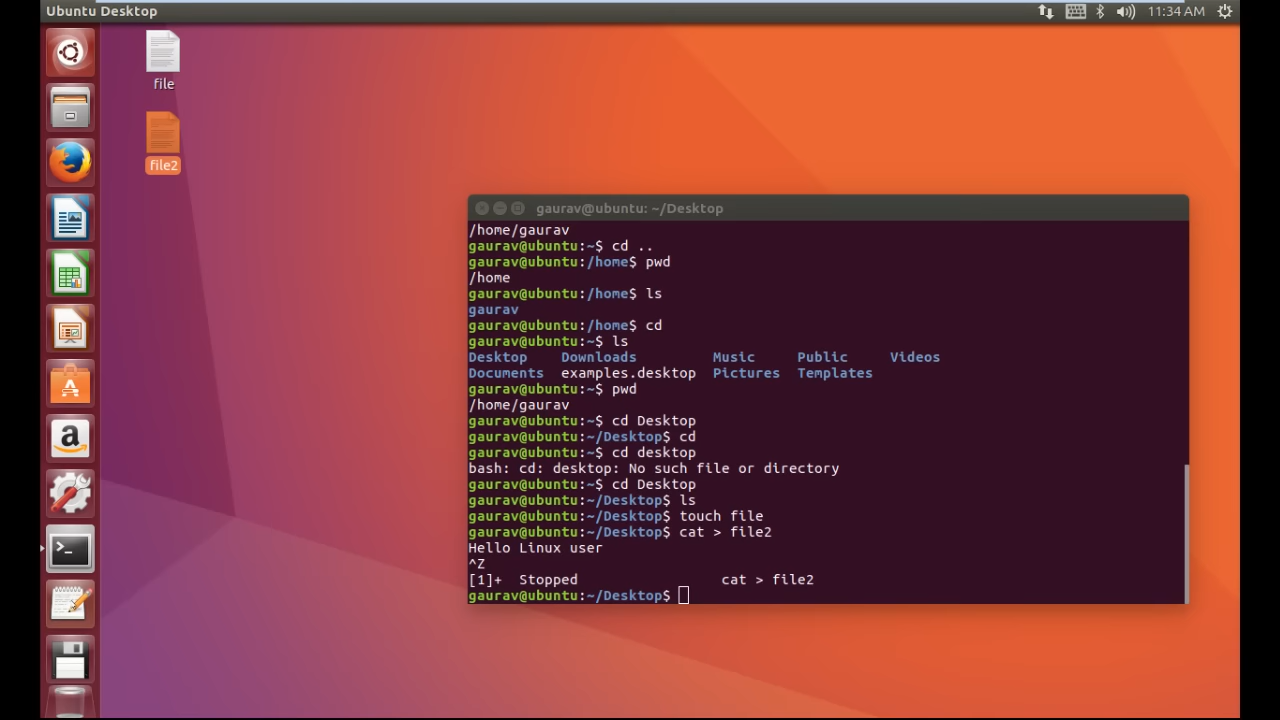 Ubuntu Desktop
11:34 AM
file
file2
gaurav@ubuntu: ~/Desktop
/home/gaurav
gaurav@ubuntu:~$ cd ..
gaurav@ubuntu:/home$ pwd
/home
gaurav@ubuntu:/home$ ls
gaurav
gaurav@ubuntu:/home$ cd
gaurav@ubuntu:~$ ls
Desktop    Downloads         Music     Public     Videos
Documents  examples.desktop  Pictures  Templates
gaurav@ubuntu:~$ pwd
/home/gaurav
gaurav@ubuntu:~$ cd Desktop
gaurav@ubuntu:~/Desktop$ cd
gaurav@ubuntu:~$ cd desktop
bash: cd: desktop: No such file or directory
gaurav@ubuntu:~$ cd Desktop
gaurav@ubuntu:~/Desktop$ ls
gaurav@ubuntu:~/Desktop$ touch file
gaurav@ubuntu:~/Desktop$ cat > file2
Hello Linux user
^Z
[1]+  Stopped                 cat > file2
gaurav@ubuntu:~/Desktop$